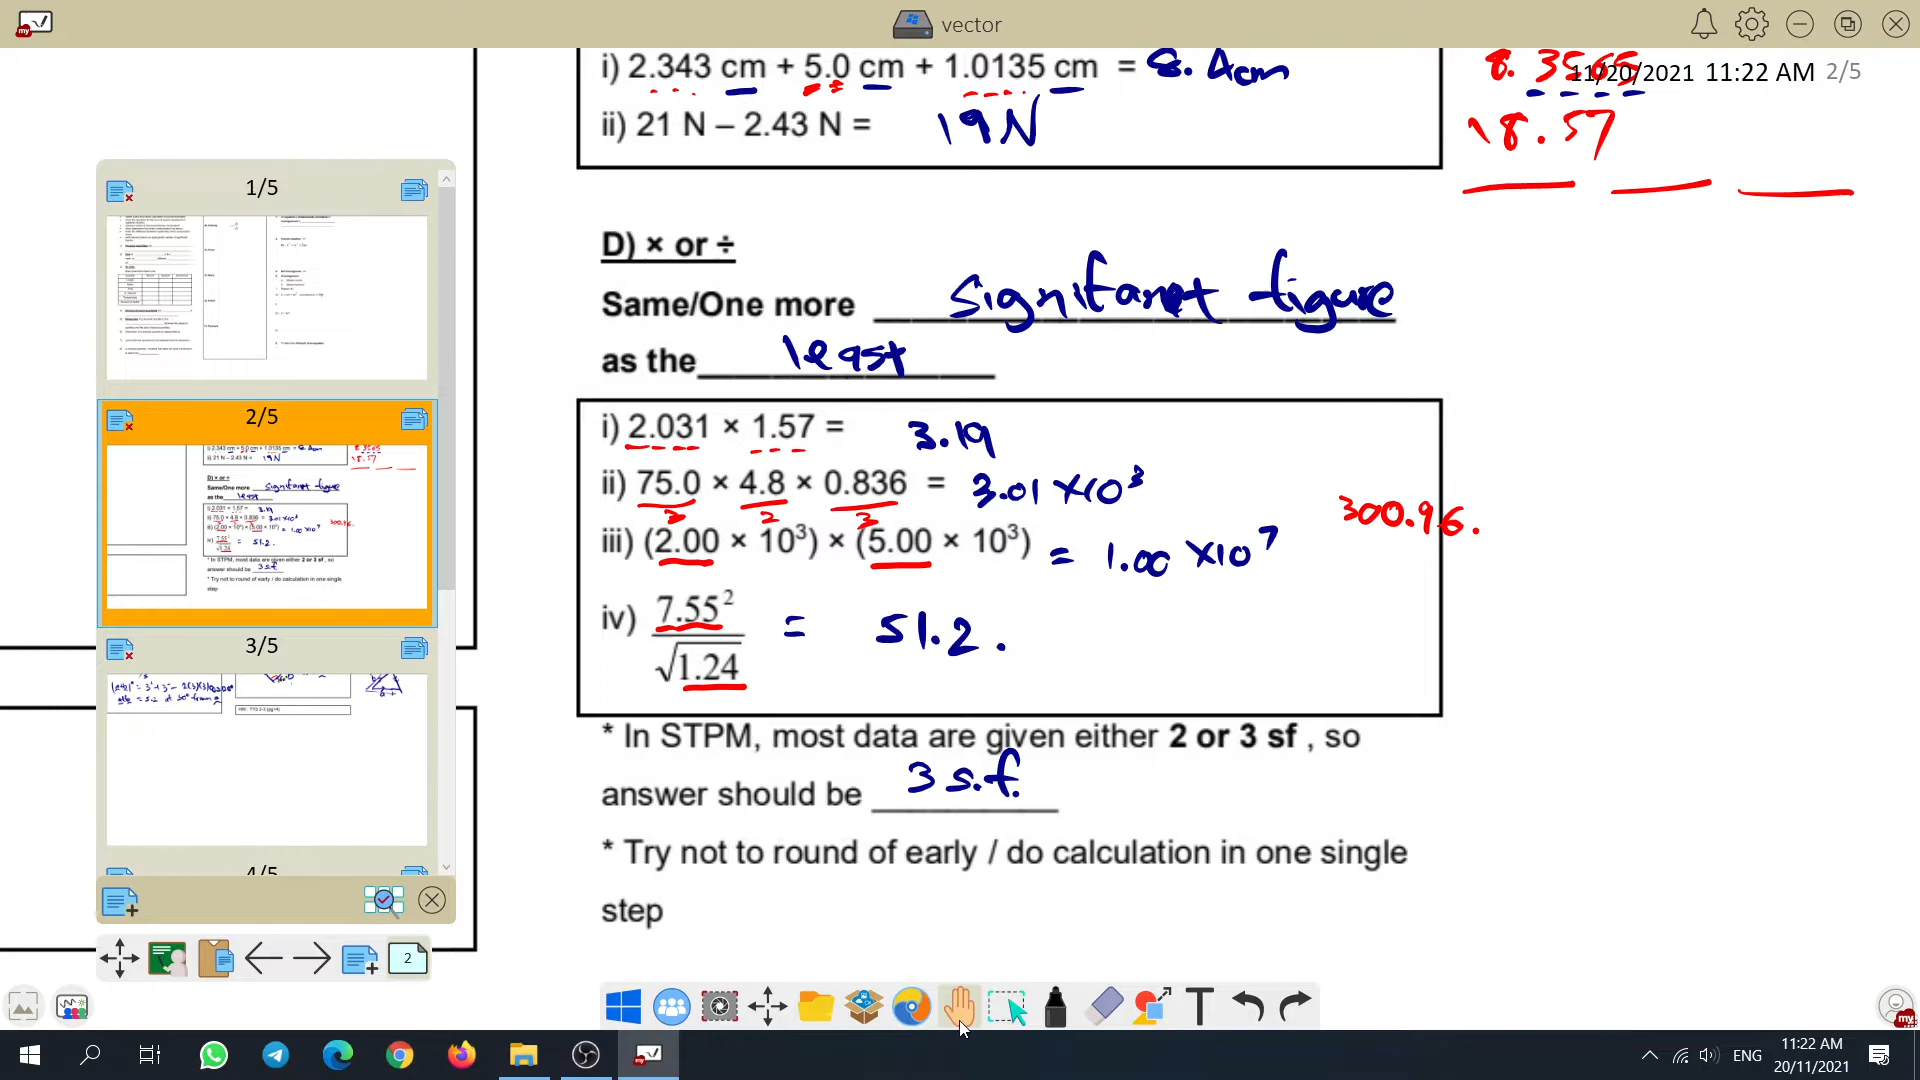 vector
i) 2.343 cm + 5.0 cm + 1.0135 cm = 8.4cm
8.3565
11/20/2021 11:22 AM 2/5
ii) 21 N – 2.43 N = 19N
18.57
1/5
D) × or ÷
Same/One more significant figure
as the least
2/5
i) 2.031 × 1.57 = 3.19
ii) 75.0 × 4.8 × 0.836 = 3.01 × 10³
3 2 3
300.96.
iii) (2.00 × 10³) × (5.00 × 10³) = 1.00 × 10⁷
iv) 7.55² / √1.24 = 51.2.
3/5
* In STPM, most data are given either 2 or 3 sf , so
answer should be 3 s.f.
* Try not to round of early / do calculation in one single
step
4/5
2
ENG
11:22 AM
20/11/2021